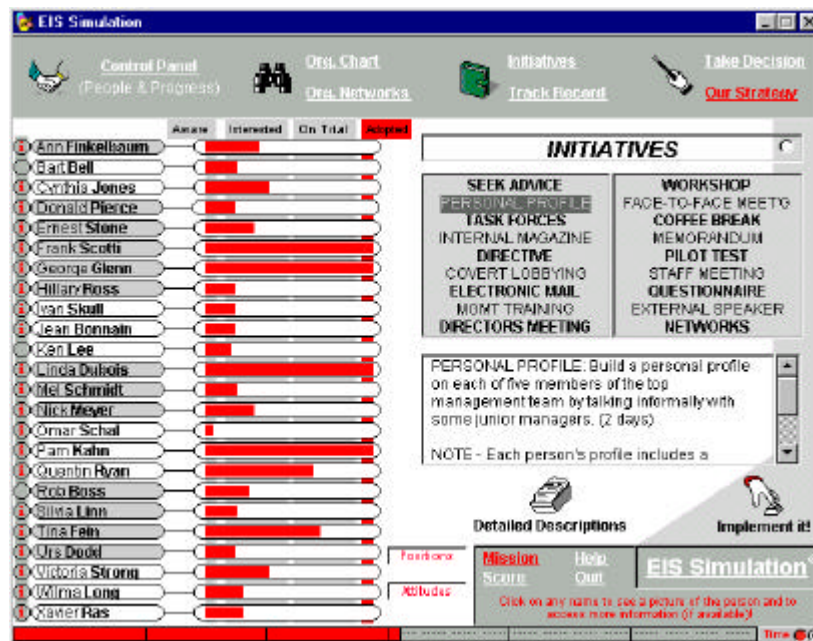 EIS Simulation
Control Panel
(People & Progress)
Org. Chart
Org. Networks
Initiatives
Track Record
Take Decision
Our Strategy
Aware Interested On Trial Adopted
Ann Finkelbaum
Bart Bell
Cynthia Jones
Donald Pierce
Ernest Stone
Frank Scotti
George Glenn
Hillary Ross
Ivan Skull
Jean Bonnain
Ken Lee
Linda Dubois
Mel Schmidt
Nick Meyer
Omar Schal
Pam Kahn
Quentin Ryan
Rob Boss
Silvia Linn
Tina Fein
Urs Dodd
Victoria Strong
Wilma Long
Xavier Ras
INITIATIVES
SEEK ADVICE
PERSONAL PROFILE
TASK FORCES
INTERNAL MAGAZINE
DIRECTIVE
COVERT LOBBYING
ELECTRONIC MAIL
MGMT TRAINING
DIRECTORS MEETING
WORKSHOP
FACE-TO-FACE MEET'G
COFFEE BREAK
MEMORANDUM
PILOT TEST
STAFF MEETING
QUESTIONNAIRE
EXTERNAL SPEAKER
NETWORKS
PERSONAL PROFILE: Build a personal profile
on each of five members of the top
management team by talking informally with
some junior managers. (2 days)
NOTE - Each person's profile includes a
Detailed Descriptions
Implement it!
Positions
Attitudes
Mission Help
Score Quit
EIS Simulation
Click on any name to see a picture of the person and to
access more information (if available)!
Time